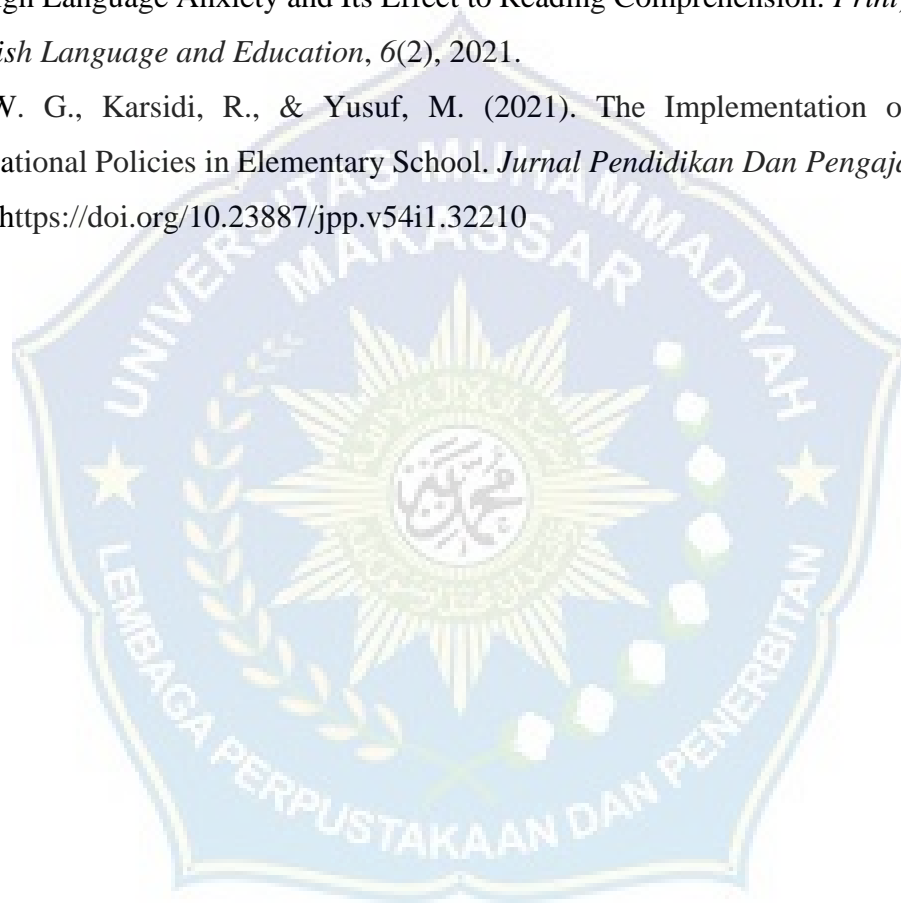 gn Language Anxiety and Its Effect to Reading Comprehension.
ish Language and Education, 6(2), 2021.
W. G., Karsidi, R., & Yusuf, M. (2021). The Implementation o
ational Policies in Elementary School. Jurnal Pendidikan Dan Pengaja
https://doi.org/10.23887/jpp.v54i1.32210
UNIVERSITAS MUHAMMADIYAH
MAKASSAR
LEMBAGA PERPUSTAKAAN DAN PENERBITAN